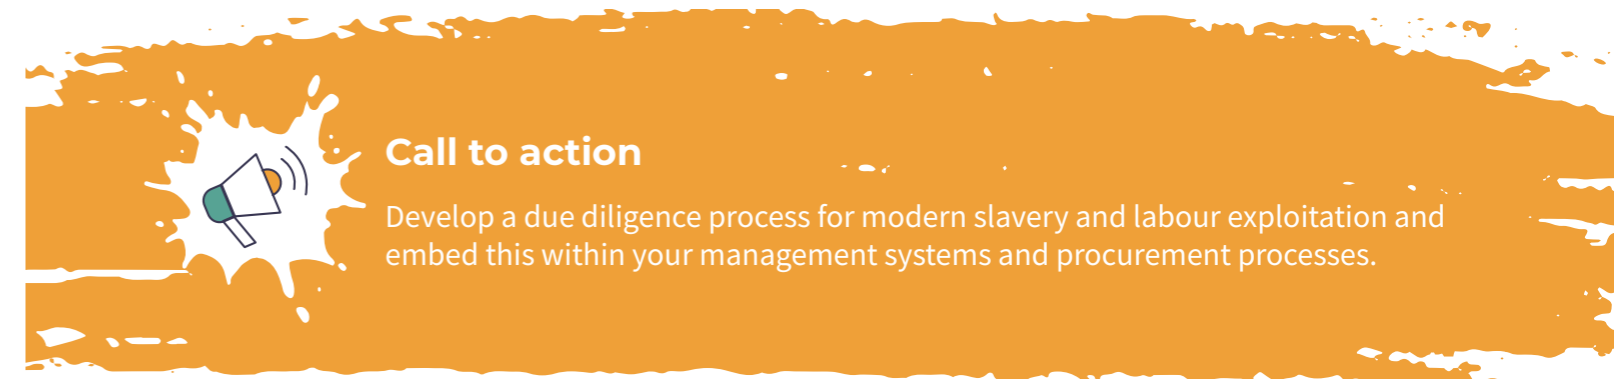 Call to action
Develop a due diligence process for modern slavery and labour exploitation and
embed this within your management systems and procurement processes.